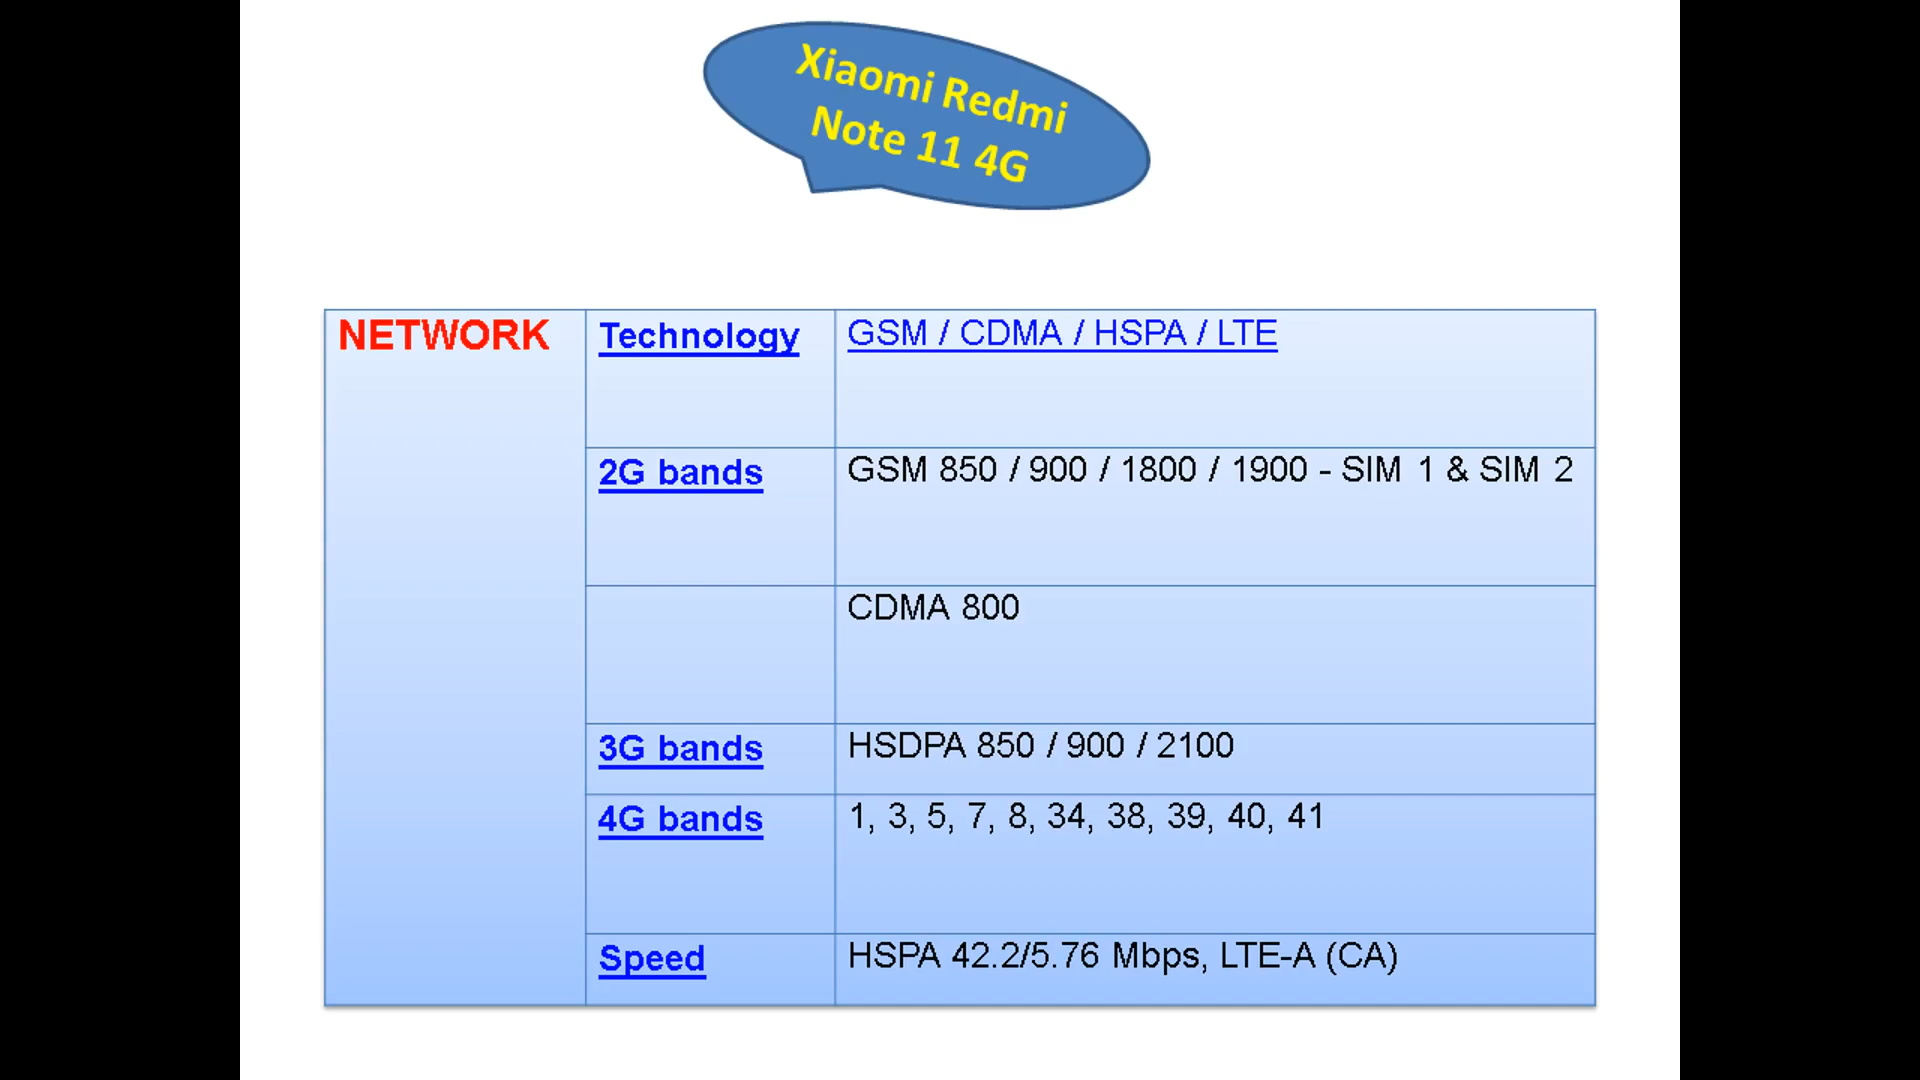 Xiaomi Redmi
Note 11 4G
NETWORK
Technology
GSM / CDMA / HSPA / LTE
2G bands
GSM 850 / 900 / 1800 / 1900 - SIM 1 & SIM 2
CDMA 800
3G bands
HSDPA 850 / 900 / 2100
4G bands
1, 3, 5, 7, 8, 34, 38, 39, 40, 41
Speed
HSPA 42.2/5.76 Mbps, LTE-A (CA)